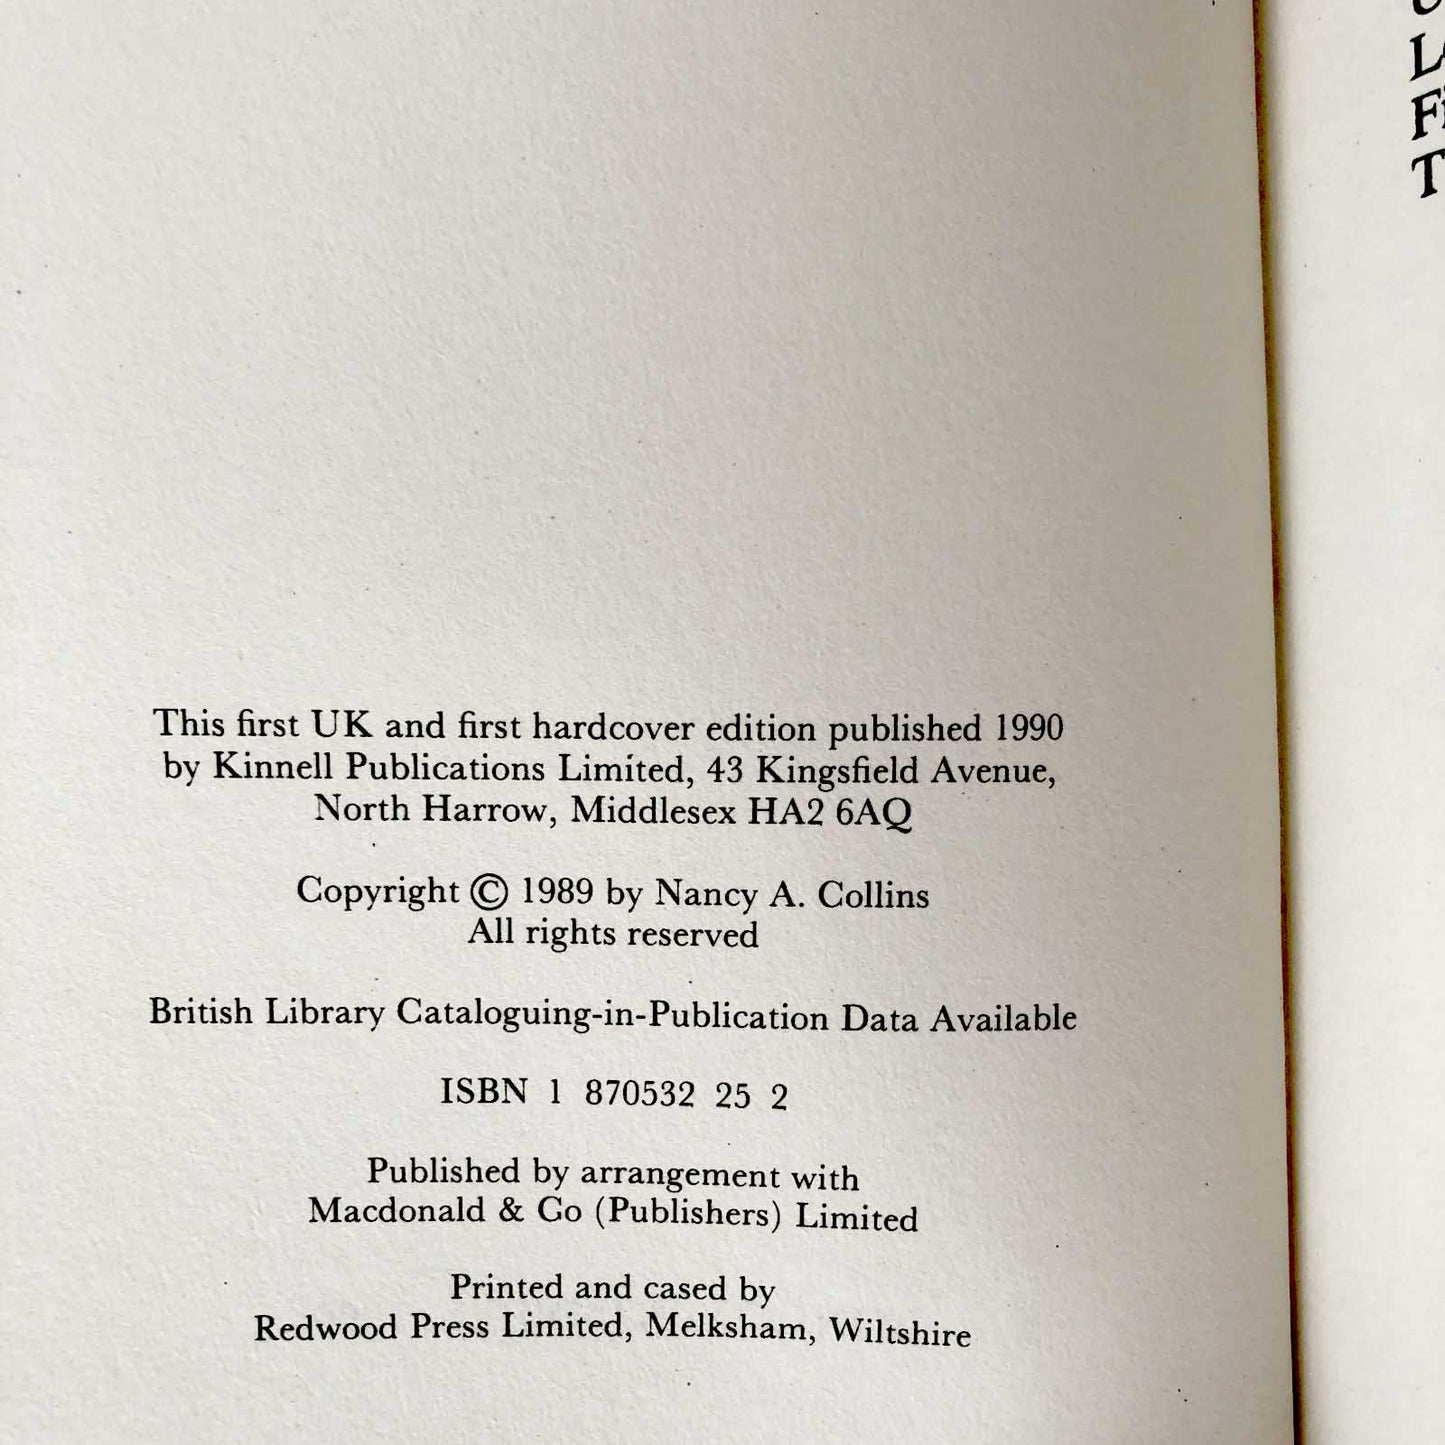 This first UK and first hardcover edition published 1990
by Kinnell Publications Limited, 43 Kingsfield Avenue,
North Harrow, Middlesex HA2 6AQ
Copyright © 1989 by Nancy A. Collins
All rights reserved
British Library Cataloguing-in-Publication Data Available
ISBN 1 870532 25 2
Published by arrangement with
Macdonald & Co (Publishers) Limited
Printed and cased by
Redwood Press Limited, Melksham, Wiltshire